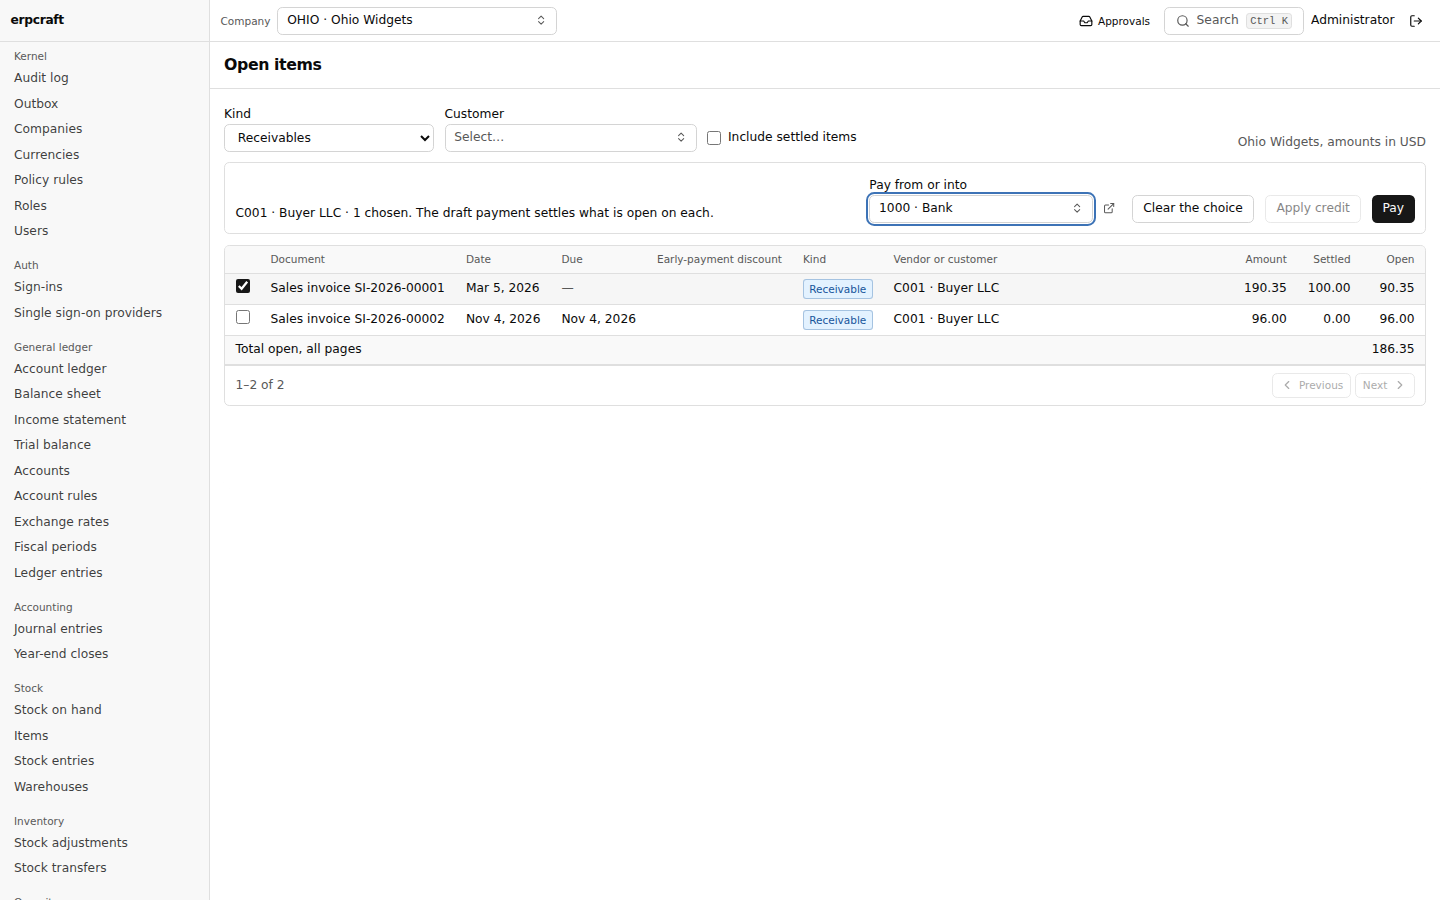 erpcraft
Company
OHIO · Ohio Widgets
Approvals
Search Ctrl K
Administrator
Kernel
Audit log
Outbox
Companies
Currencies
Policy rules
Roles
Users
Auth
Sign-ins
Single sign-on providers
General ledger
Account ledger
Balance sheet
Income statement
Trial balance
Accounts
Account rules
Exchange rates
Fiscal periods
Ledger entries
Accounting
Journal entries
Year-end closes
Stock
Stock on hand
Items
Stock entries
Warehouses
Inventory
Stock adjustments
Stock transfers
Open items
Kind
Receivables
Customer
Select...
Include settled items
Ohio Widgets, amounts in USD
C001 · Buyer LLC · 1 chosen. The draft payment settles what is open on each.
Pay from or into
1000 · Bank
Clear the choice
Apply credit
Pay
Document Date Due Early-payment discount Kind Vendor or customer Amount Settled Open
Sales invoice SI-2026-00001 Mar 5, 2026 — Receivable C001 · Buyer LLC 190.35 100.00 90.35
Sales invoice SI-2026-00002 Nov 4, 2026 Nov 4, 2026 Receivable C001 · Buyer LLC 96.00 0.00 96.00
Total open, all pages 186.35
1–2 of 2
Previous
Next